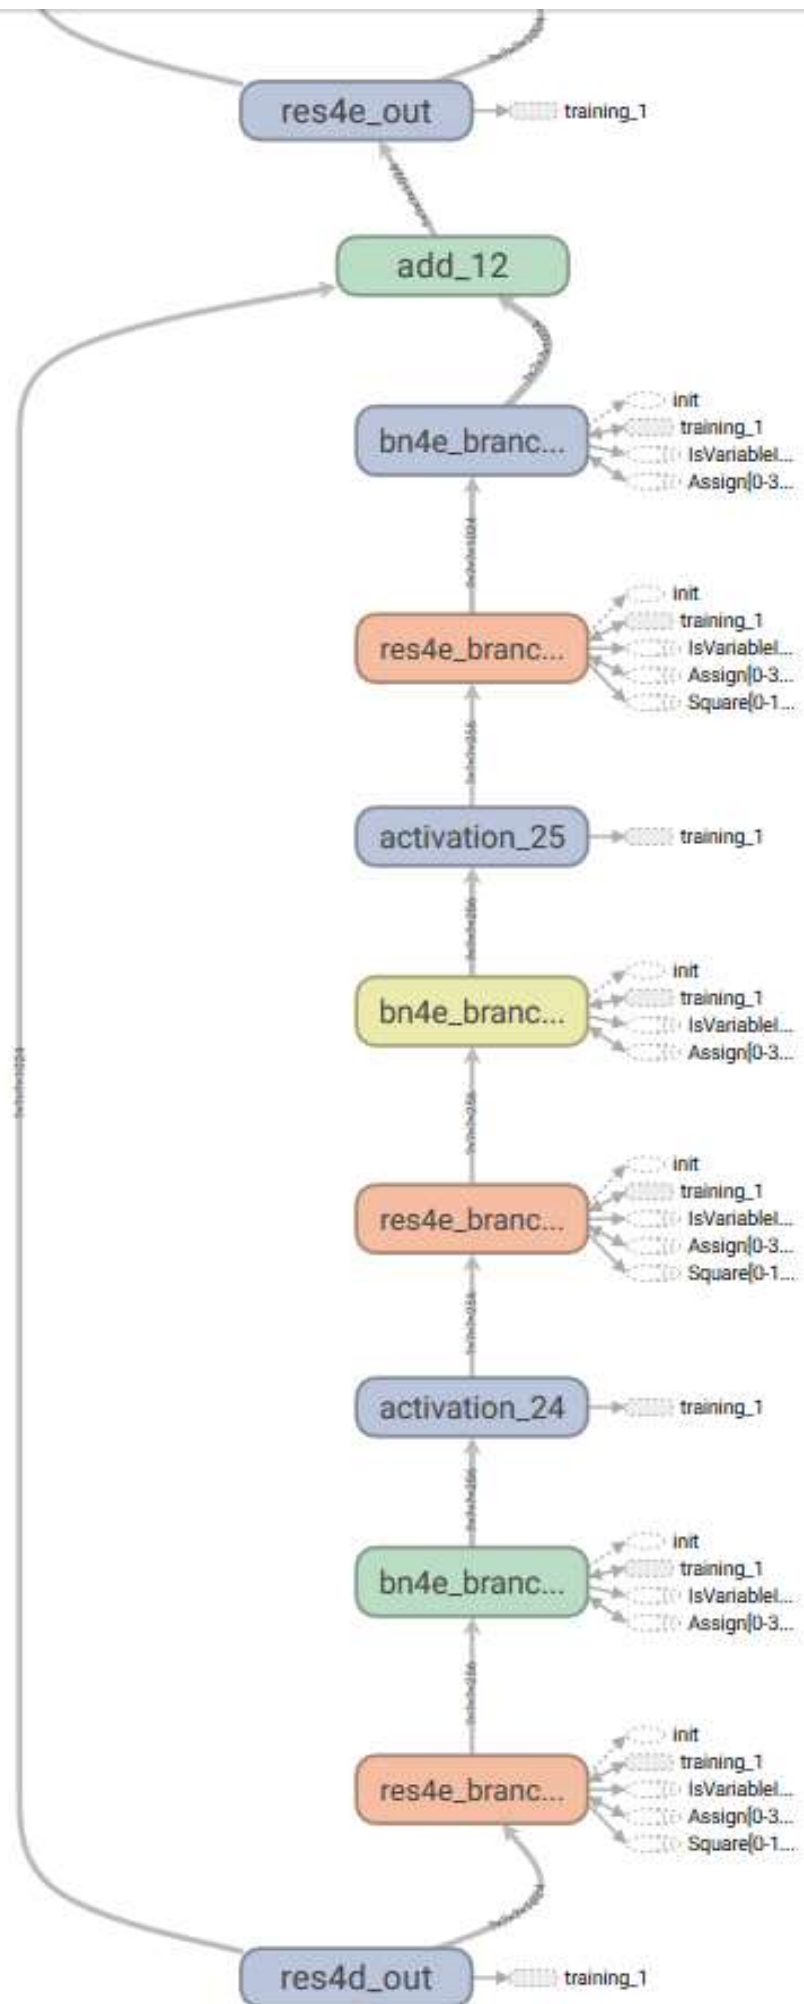 res4e_out
training_1
add_12
bn4e_branc...
init
training_1
IsVariableI...
Assign[0-3...
res4e_branc...
init
training_1
IsVariableI...
Assign[0-3...
Square[0-1...
activation_25
training_1
bn4e_branc...
init
training_1
IsVariableI...
Assign[0-3...
res4e_branc...
init
training_1
IsVariableI...
Assign[0-3...
Square[0-1...
activation_24
training_1
bn4e_branc...
init
training_1
IsVariableI...
Assign[0-3...
res4e_branc...
init
training_1
IsVariableI...
Assign[0-3...
Square[0-1...
res4d_out
training_1